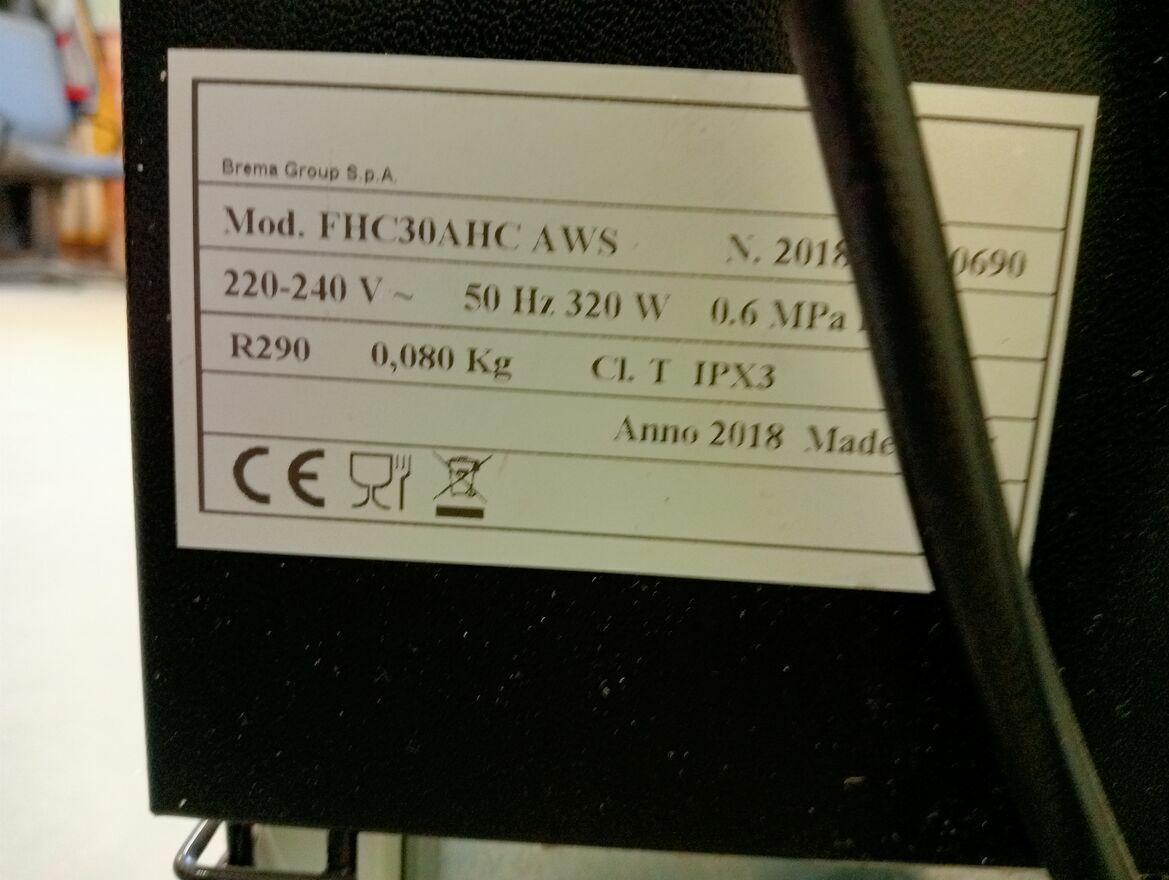 Brema Group S.p.A.
Mod. FHC30AHC AWS N. 2018 0690
220-240 V ~ 50 Hz 320 W 0.6 MPa
R290 0,080 Kg Cl. T IPX3
Anno 2018 Made
CE